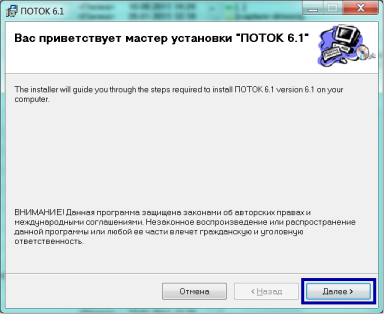 ПОТОК 6.1
Вас приветствует мастер установки "ПОТОК 6.1"
The installer will guide you through the steps required to install ПОТОК 6.1 version 6.1 on your
computer.
ВНИМАНИЕ! Данная программа защищена законами об авторских правах и
международными соглашениями. Незаконное воспроизведение или распространение
данной программы или любой ее части влечет гражданскую и уголовную
ответственность.
Отмена
< Назад
Далее >